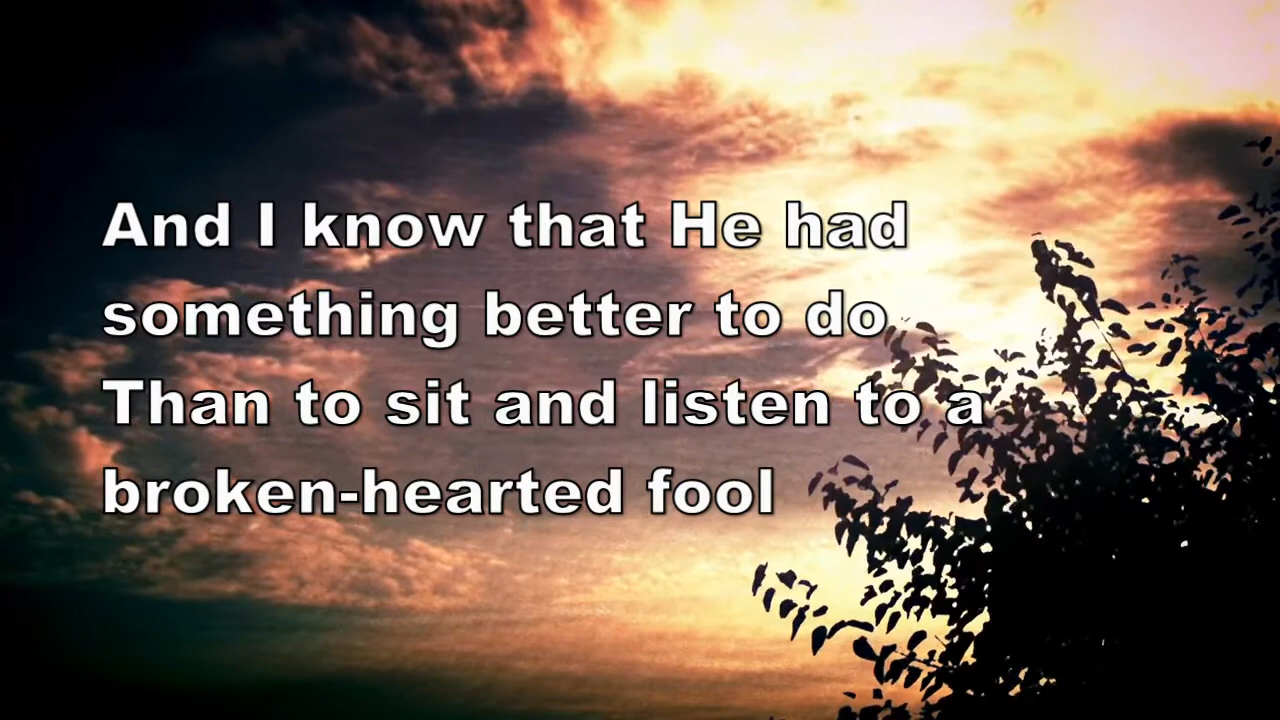 And I know that He had
something better to do
Than to sit and listen to a
broken-hearted fool